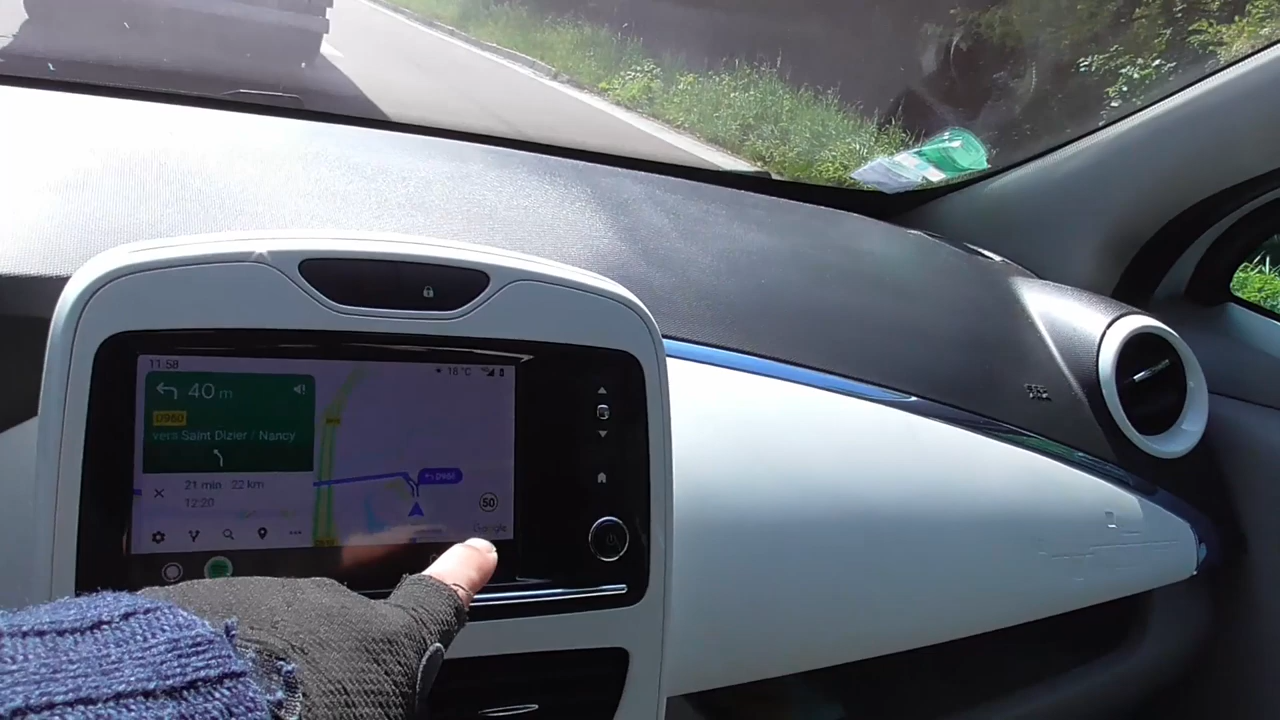 11:58
18 °C
40 m
D960
vers Saint Dizier / Nancy
21 min 22 km
12:20
D960
50
Google